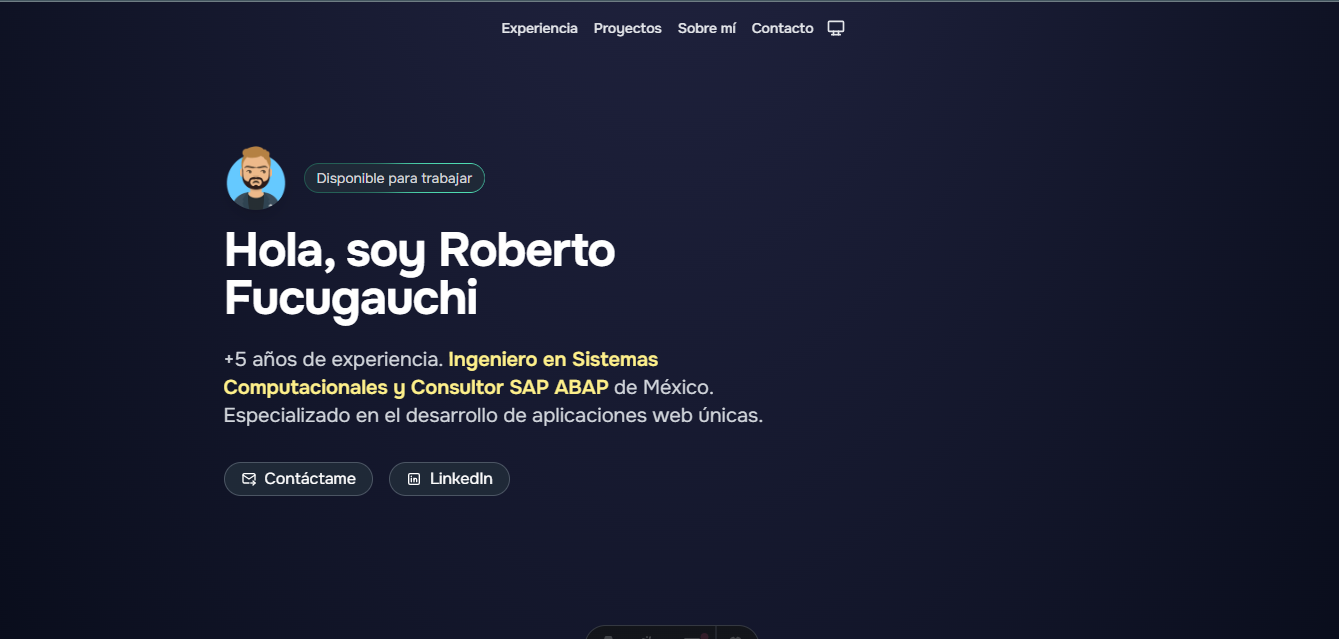 Experiencia Proyectos Sobre mí Contacto
Disponible para trabajar
Hola, soy Roberto
Fucugauchi
+5 años de experiencia. Ingeniero en Sistemas
Computacionales y Consultor SAP ABAP de México.
Especializado en el desarrollo de aplicaciones web únicas.
Contáctame LinkedIn